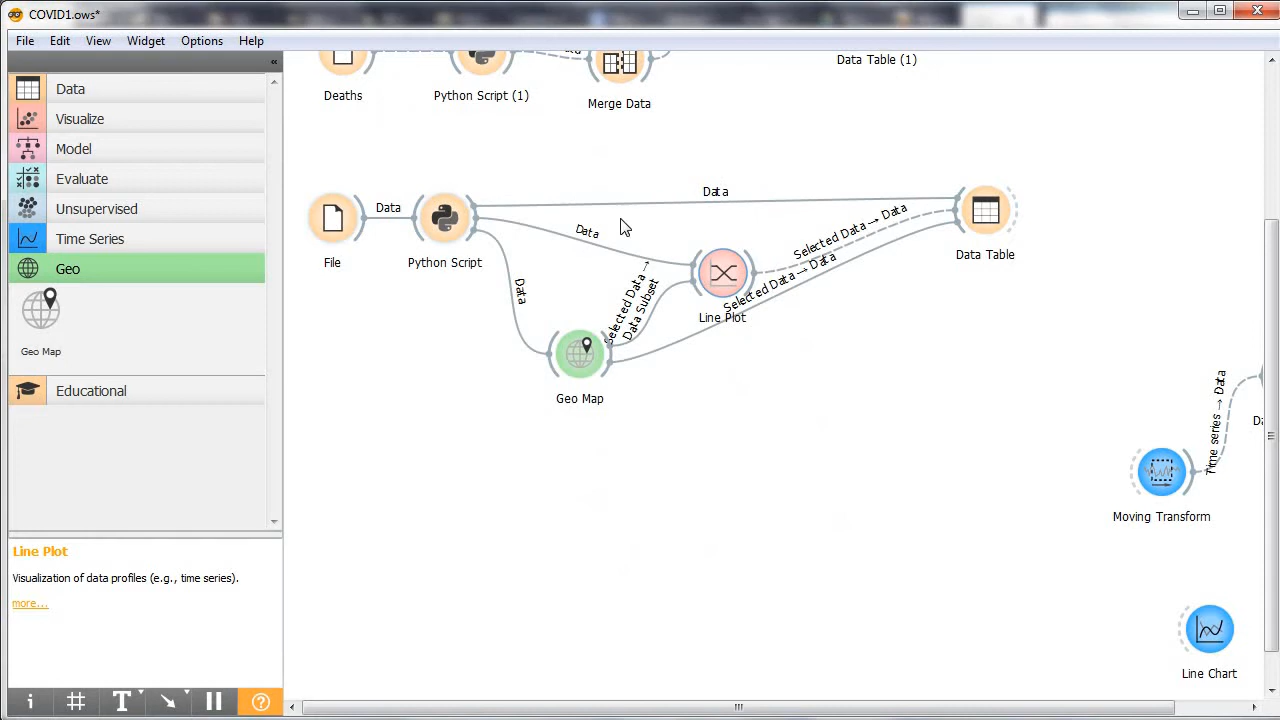 COVID1.ows*
File Edit View Widget Options Help
«
Data
Visualize
Model
Evaluate
Unsupervised
Time Series
Geo
Geo Map
Educational
Line Plot
Visualization of data profiles (e.g., time series).
more...
Deaths
Python Script (1)
Merge Data
Data Table (1)
File
Data
Python Script
Data
Data
Data
Selected Data → Data Subset
Geo Map
Line Plot
Selected Data → Data
Selected Data → Data
Data Table
Time series → Data
Moving Transform
Line Chart